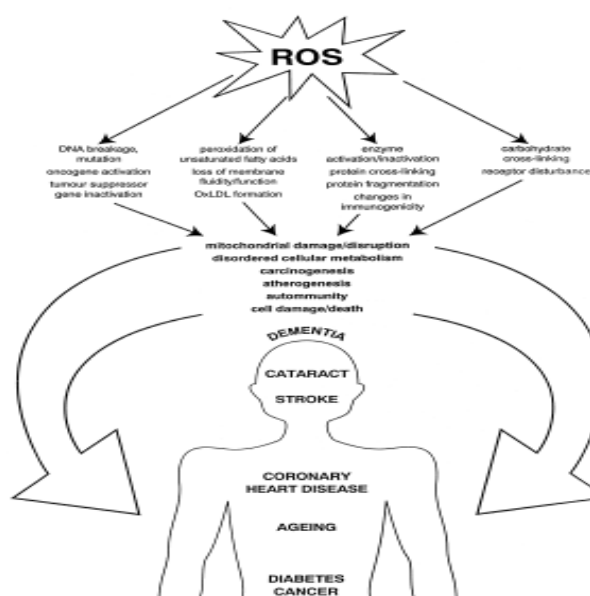 ROS
DNA breakage,
mutation
oncogene activation
tumour suppressor
gene inactivation
peroxidation of
unsaturated fatty acids
loss of membrane
fluidity/function
OxLDL formation
enzyme
activation/inactivation
protein cross-linking
protein fragmentation
changes in
immunogenicity
carbohydrate
cross-linking
receptor disturbance
mitochondrial damage/disruption
disordered cellular metabolism
carcinogenesis
atherogenesis
autommunity
cell damage/death
DEMENTIA
CATARACT
STROKE
CORONARY
HEART DISEASE
AGEING
DIABETES
CANCER